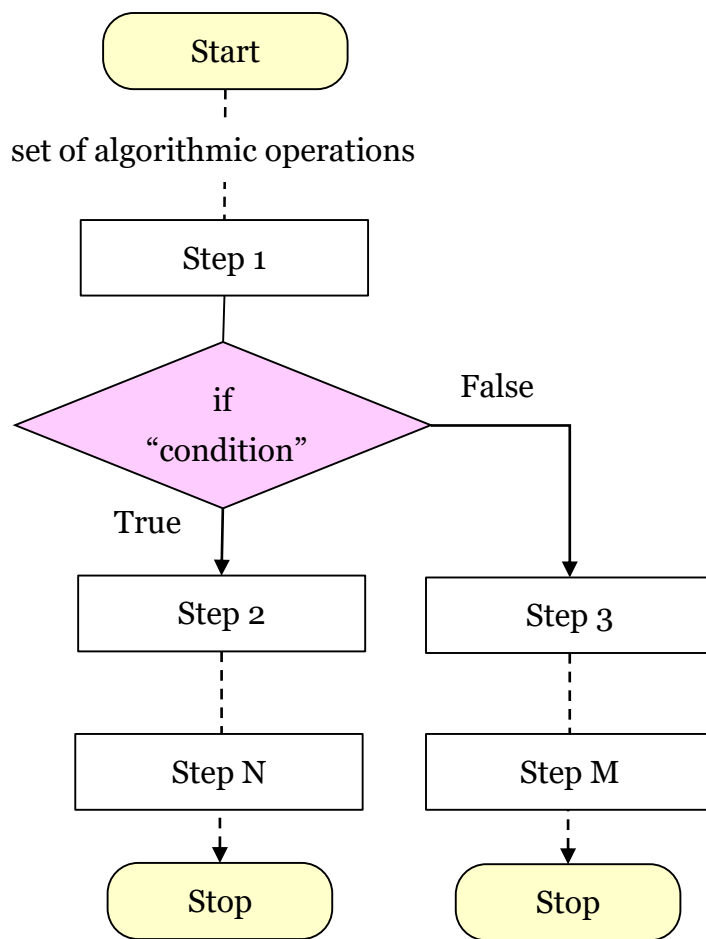 Start
set of algorithmic operations
Step 1
if
“condition”
False
True
Step 2
Step 3
Step N
Step M
Stop
Stop